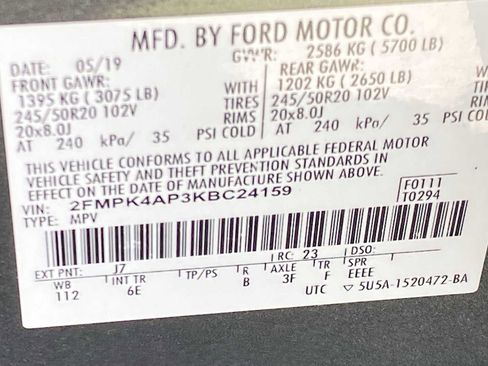 MFD. BY FORD MOTOR CO.
DATE: 05/19 GVWR: 2586 KG ( 5700 LB)
FRONT GAWR: REAR GAWR:
1395 KG ( 3075 LB) WITH 1202 KG ( 2650 LB) WITH
245/50R20 102V TIRES 245/50R20 102V TIRES
20x8.0J RIMS 20x8.0J
AT 240 kPa/ 35 PSI COLD AT 240 kPa/ 35 PSI COLD
THIS VEHICLE CONFORMS TO ALL APPLICABLE FEDERAL MOTOR
VEHICLE SAFETY AND THEFT PREVENTION STANDARDS IN
EFFECT ON THE DATE OF MANUFACTURE SHOWN ABOVE.
VIN: 2FMPK4AP3KBC24159 F0111
TYPE: MPV T0294
EXT PNT: J7 RC: 23 DSO:
WB INT TR TP/PS R AXLE TR SPR
112 6E B 3F F EEEE
UTC ▽ 5U5A-1520472-BA